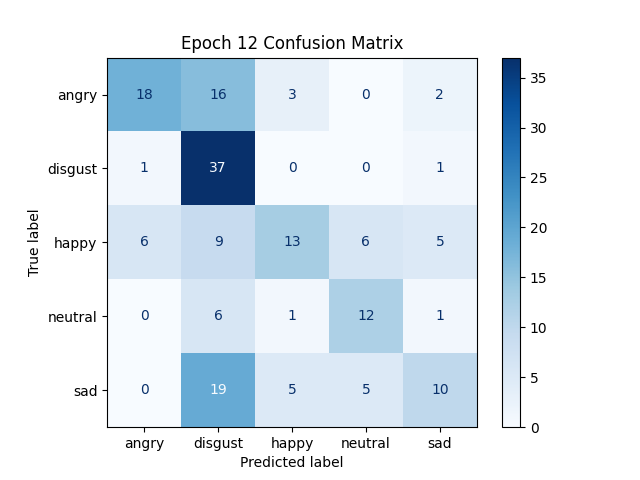 Epoch 12 Confusion Matrix
True label
angry 18 16 3 0 2
disgust 1 37 0 0 1
happy 6 9 13 6 5
neutral 0 6 1 12 1
sad 0 19 5 5 10
angry disgust happy neutral sad
Predicted label
35
30
25
20
15
10
5
0